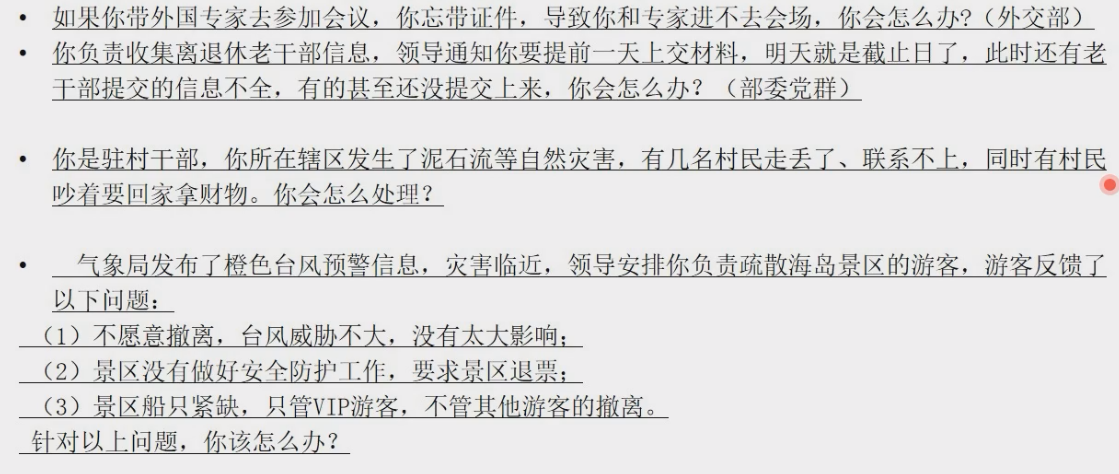 • 如果你带外国专家去参加会议，你忘带证件，导致你和专家进不去会场，你会怎么办?（外交部）
• 你负责收集离退休老干部信息，领导通知你要提前一天上交材料，明天就是截止日了，此时还有老
干部提交的信息不全，有的甚至还没提交上来，你会怎么办？（部委党群）
• 你是驻村干部，你所在辖区发生了泥石流等自然灾害，有几名村民走丢了、联系不上，同时有村民
吵着要回家拿财物。你会怎么处理？
• 气象局发布了橙色台风预警信息，灾害临近，领导安排你负责疏散海岛景区的游客，游客反馈了
以下问题：
（1）不愿意撤离，台风威胁不大，没有太大影响；
（2）景区没有做好安全防护工作，要求景区退票；
（3）景区船只紧缺，只管VIP游客，不管其他游客的撤离。
针对以上问题，你该怎么办？